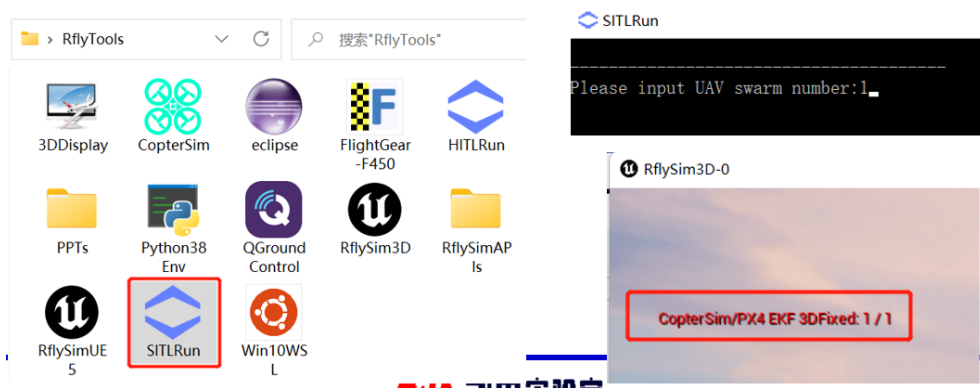 RflyTools
搜索"RflyTools"
3DDisplay
CopterSim
eclipse
FlightGear
-F450
HITLRun
PPTs
Python38
Env
QGround
Control
RflySim3D
RflySimAP
Is
RflySimUE
5
SITLRun
Win10WS
L
SITLRun
Please input UAV swarm number:1
RflySim3D-0
CopterSim/PX4 EKF 3DFixed: 1 / 1